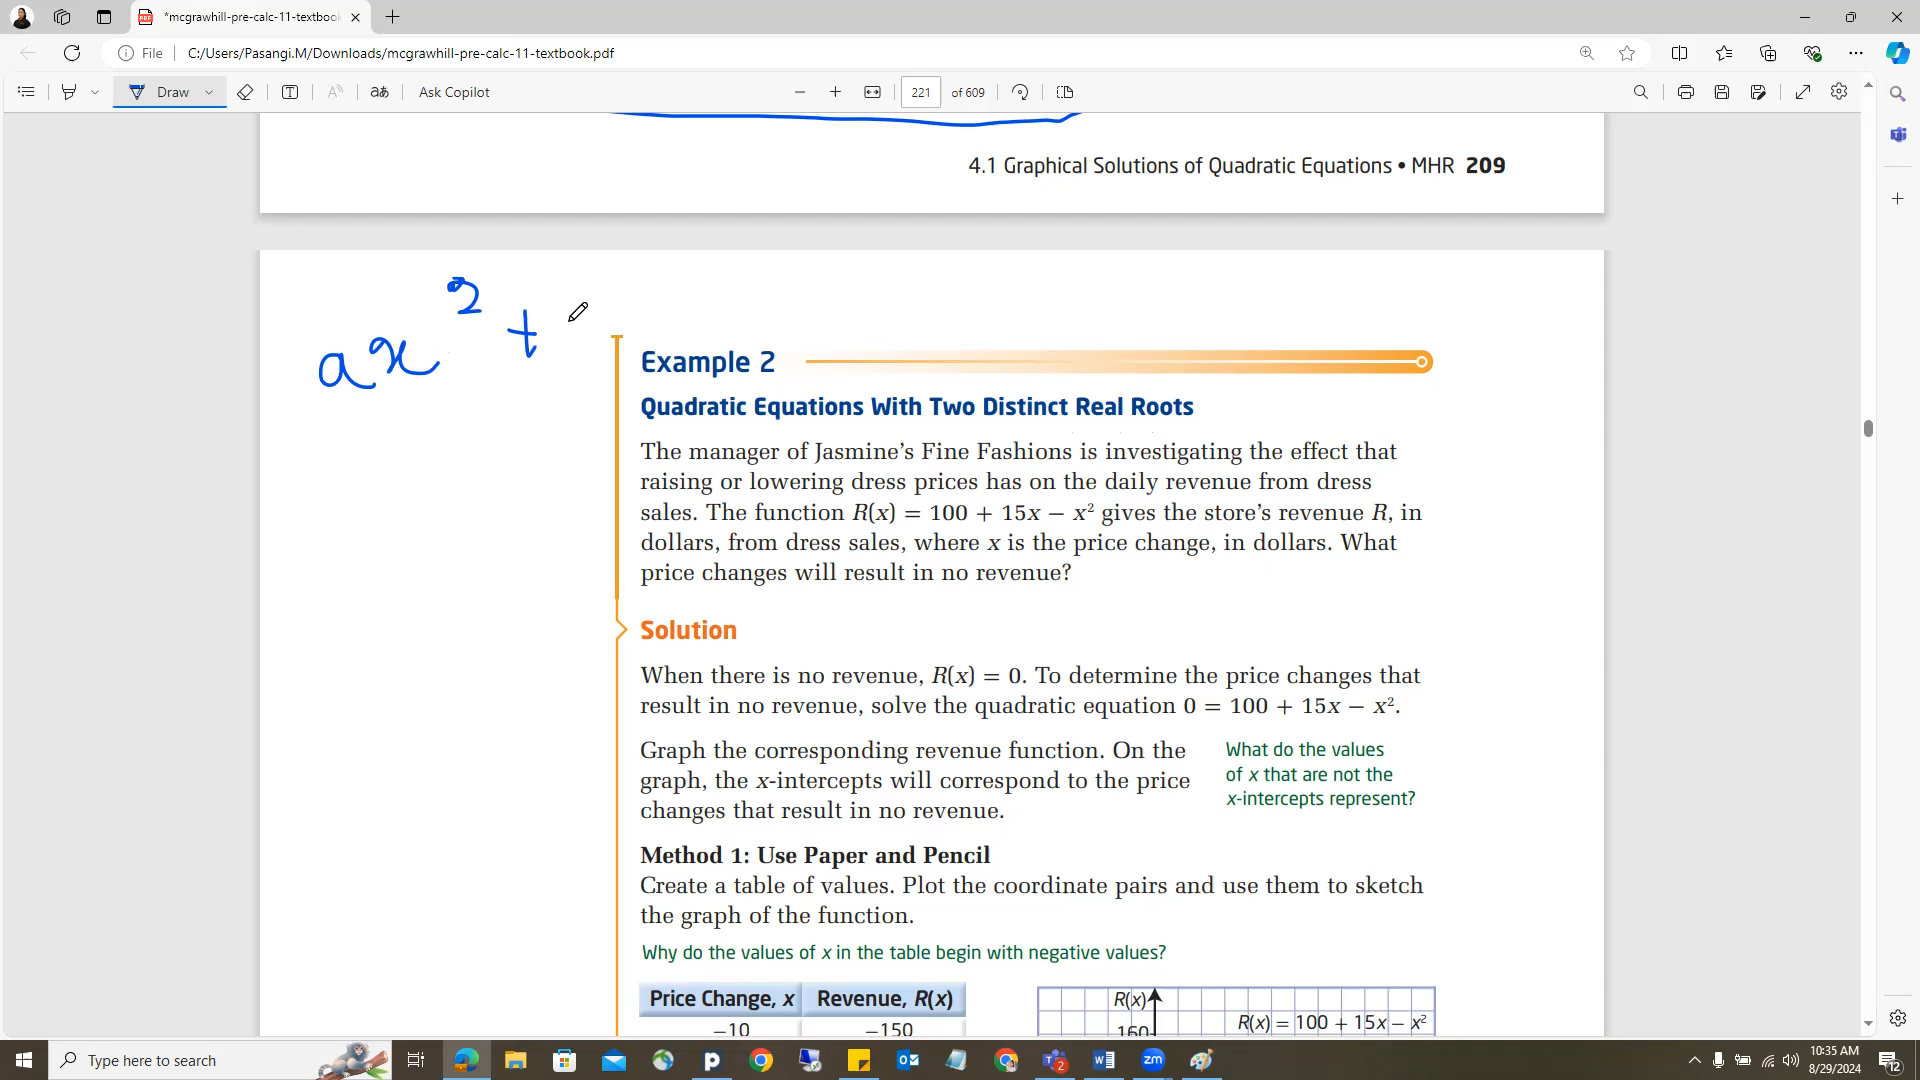 *mcgrawhill-pre-calc-11-textboo
File C:/Users/Pasangi.M/Downloads/mcgrawhill-pre-calc-11-textbook.pdf
Draw aあ Ask Copilot 221 of 609
4.1 Graphical Solutions of Quadratic Equations • MHR 209
ax² +
Example 2
Quadratic Equations With Two Distinct Real Roots
The manager of Jasmine's Fine Fashions is investigating the effect that
raising or lowering dress prices has on the daily revenue from dress
sales. The function R(x) = 100 + 15x − x² gives the store's revenue R, in
dollars, from dress sales, where x is the price change, in dollars. What
price changes will result in no revenue?
Solution
When there is no revenue, R(x) = 0. To determine the price changes that
result in no revenue, solve the quadratic equation 0 = 100 + 15x − x².
Graph the corresponding revenue function. On the
graph, the x-intercepts will correspond to the price
changes that result in no revenue.
What do the values
of x that are not the
x-intercepts represent?
Method 1: Use Paper and Pencil
Create a table of values. Plot the coordinate pairs and use them to sketch
the graph of the function.
Why do the values of x in the table begin with negative values?
Price Change, x Revenue, R(x)
−10 −150
R(x)
160
R(x) = 100 + 15x − x²
Type here to search
10:35 AM
8/29/2024
12